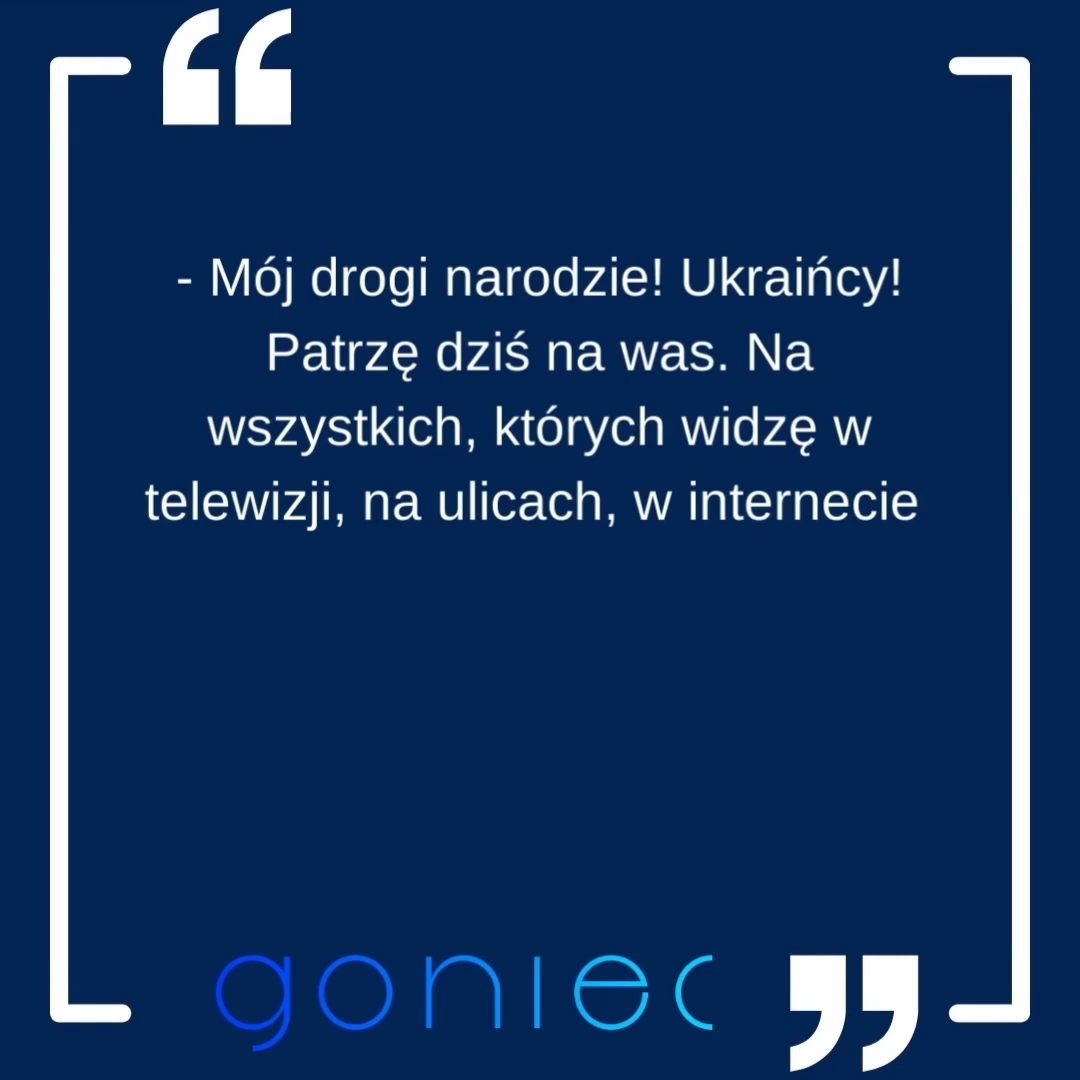 - Mój drogi narodzie! Ukraińcy!
Patrzę dziś na was. Na
wszystkich, których widzę w
telewizji, na ulicach, w internecie
goniec